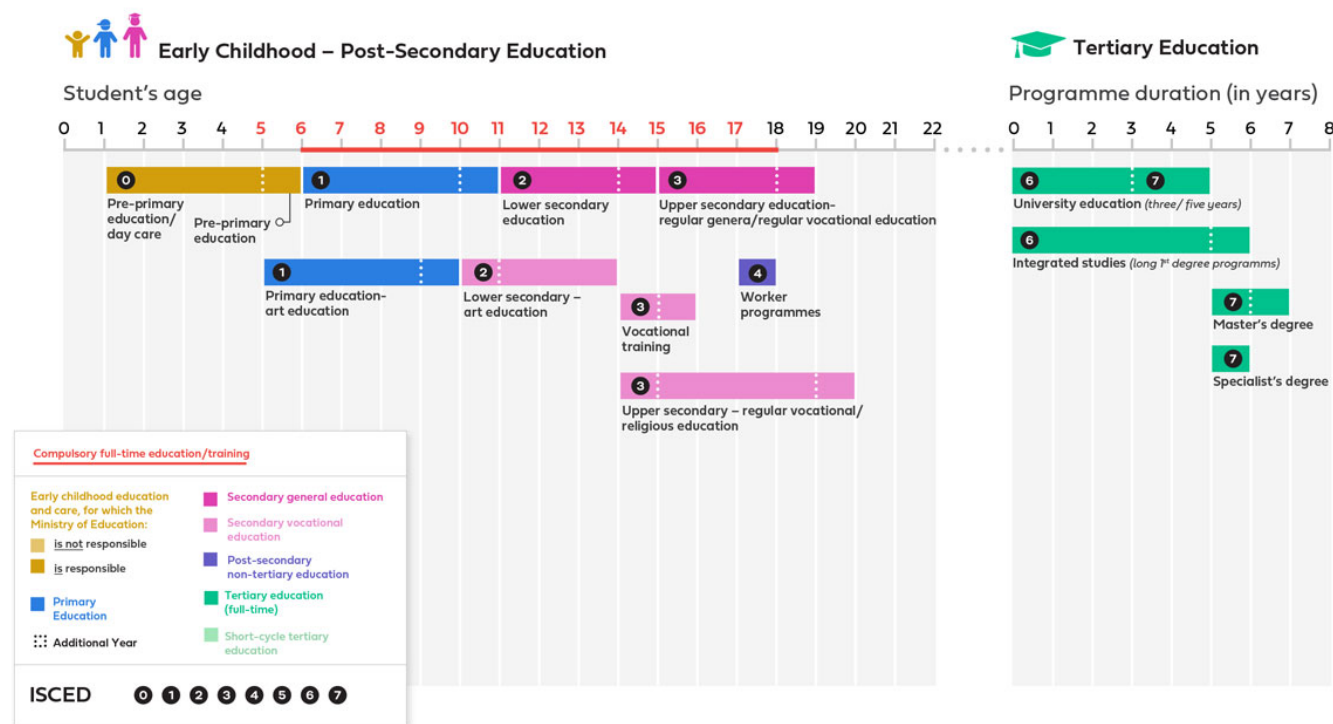 Early Childhood – Post-Secondary Education
Tertiary Education
Student's age
Programme duration (in years)
0 1 2 3 4 5 6 7 8 9 10 11 12 13 14 15 16 17 18 19 20 21 22
0 1 2 3 4 5 6 7 8
0
1
2
3
6
7
Pre-primary
education/
day care
Pre-primary
education
Primary education
Lower secondary
education
Upper secondary education-
regular genera/regular vocational education
University education (three/ five years)
6
Integrated studies (long 1st degree programms)
1
2
4
Primary education-
art education
Lower secondary –
art education
3
Vocational
training
Worker
programmes
7
Master's degree
7
Specialist's degree
3
Upper secondary – regular vocational/
religious education
Compulsory full-time education/training
Early childhood education
and care, for which the
Ministry of Education:
is not responsible
is responsible
Primary
Education
Additional Year
Secondary general education
Secondary vocational
education
Post-secondary
non-tertiary education
Tertiary education
(full-time)
Short-cycle tertiary
education
ISCED 0 1 2 3 4 5 6 7